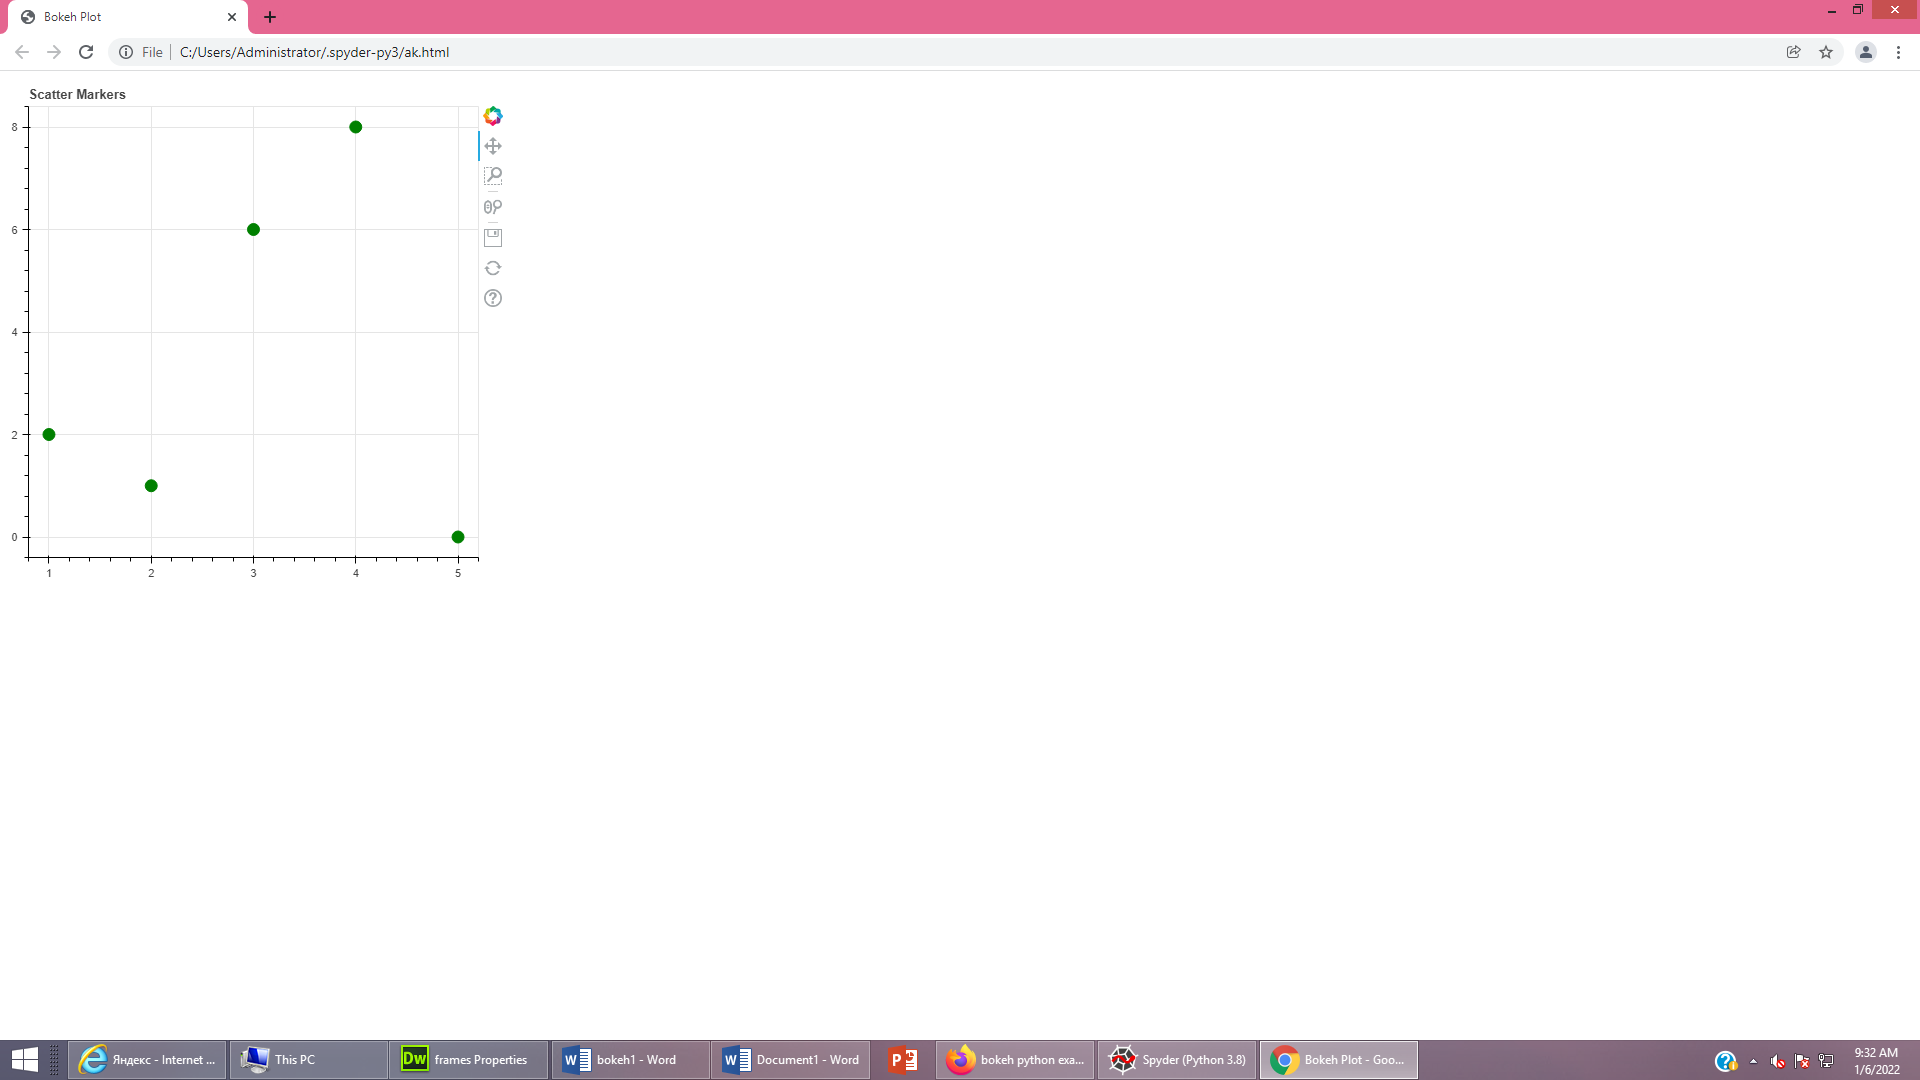 Bokeh Plot
File C:/Users/Administrator/.spyder-py3/ak.html
Scatter Markers
8
6
4
2
0
1 2 3 4 5
Яндекс - Internet ...
This PC
Dw frames Properties
bokeh1 - Word
Document1 - Word
bokeh python exa...
Spyder (Python 3.8)
Bokeh Plot - Goo...
9:32 AM
1/6/2022